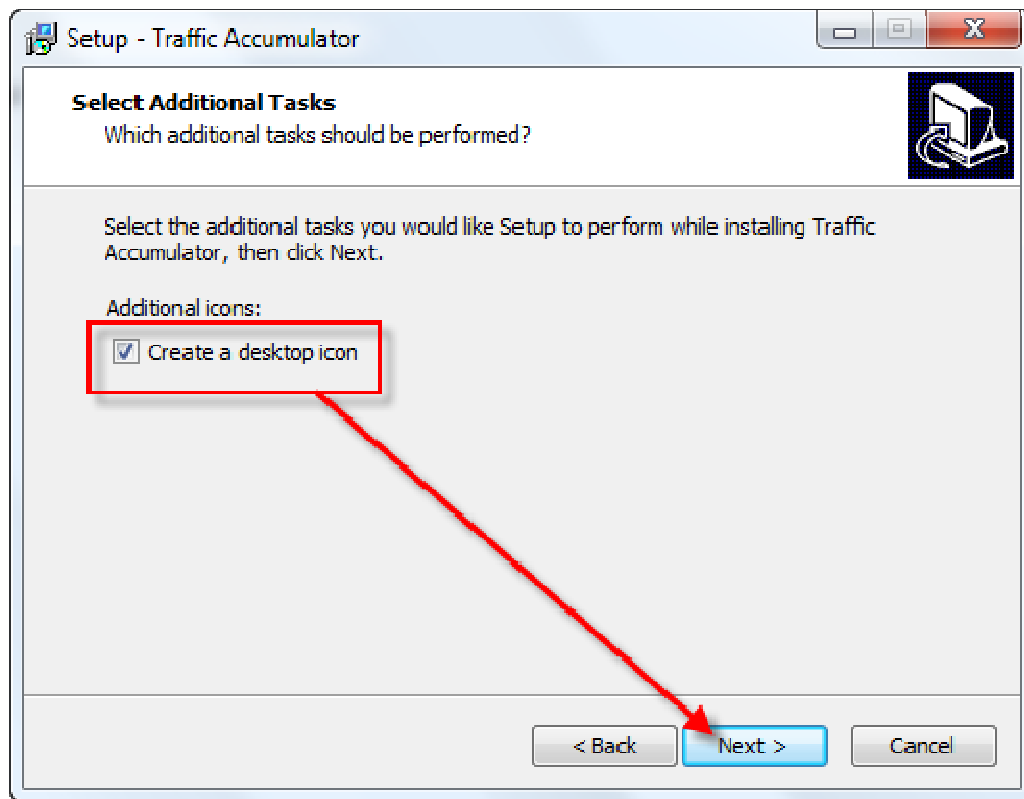 Setup - Traffic Accumulator
Select Additional Tasks
Which additional tasks should be performed?
Select the additional tasks you would like Setup to perform while installing Traffic
Accumulator, then click Next.
Additional icons:
Create a desktop icon
< Back
Next >
Cancel